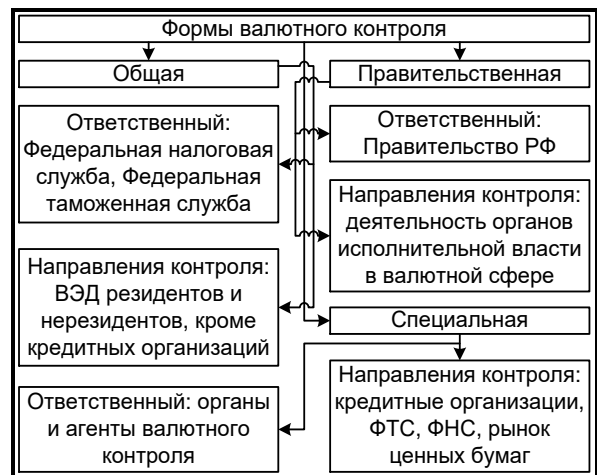 Формы валютного контроля
Общая
Правительственная
Ответственный:
Федеральная налоговая
служба, Федеральная
таможенная служба
Ответственный:
Правительство РФ
Направления контроля:
деятельность органов
исполнительной власти
в валютной сфере
Направления контроля:
ВЭД резидентов и
нерезидентов, кроме
кредитных организаций
Специальная
Ответственный: органы
и агенты валютного
контроля
Направления контроля:
кредитные организации,
ФТС, ФНС, рынок
ценных бумаг